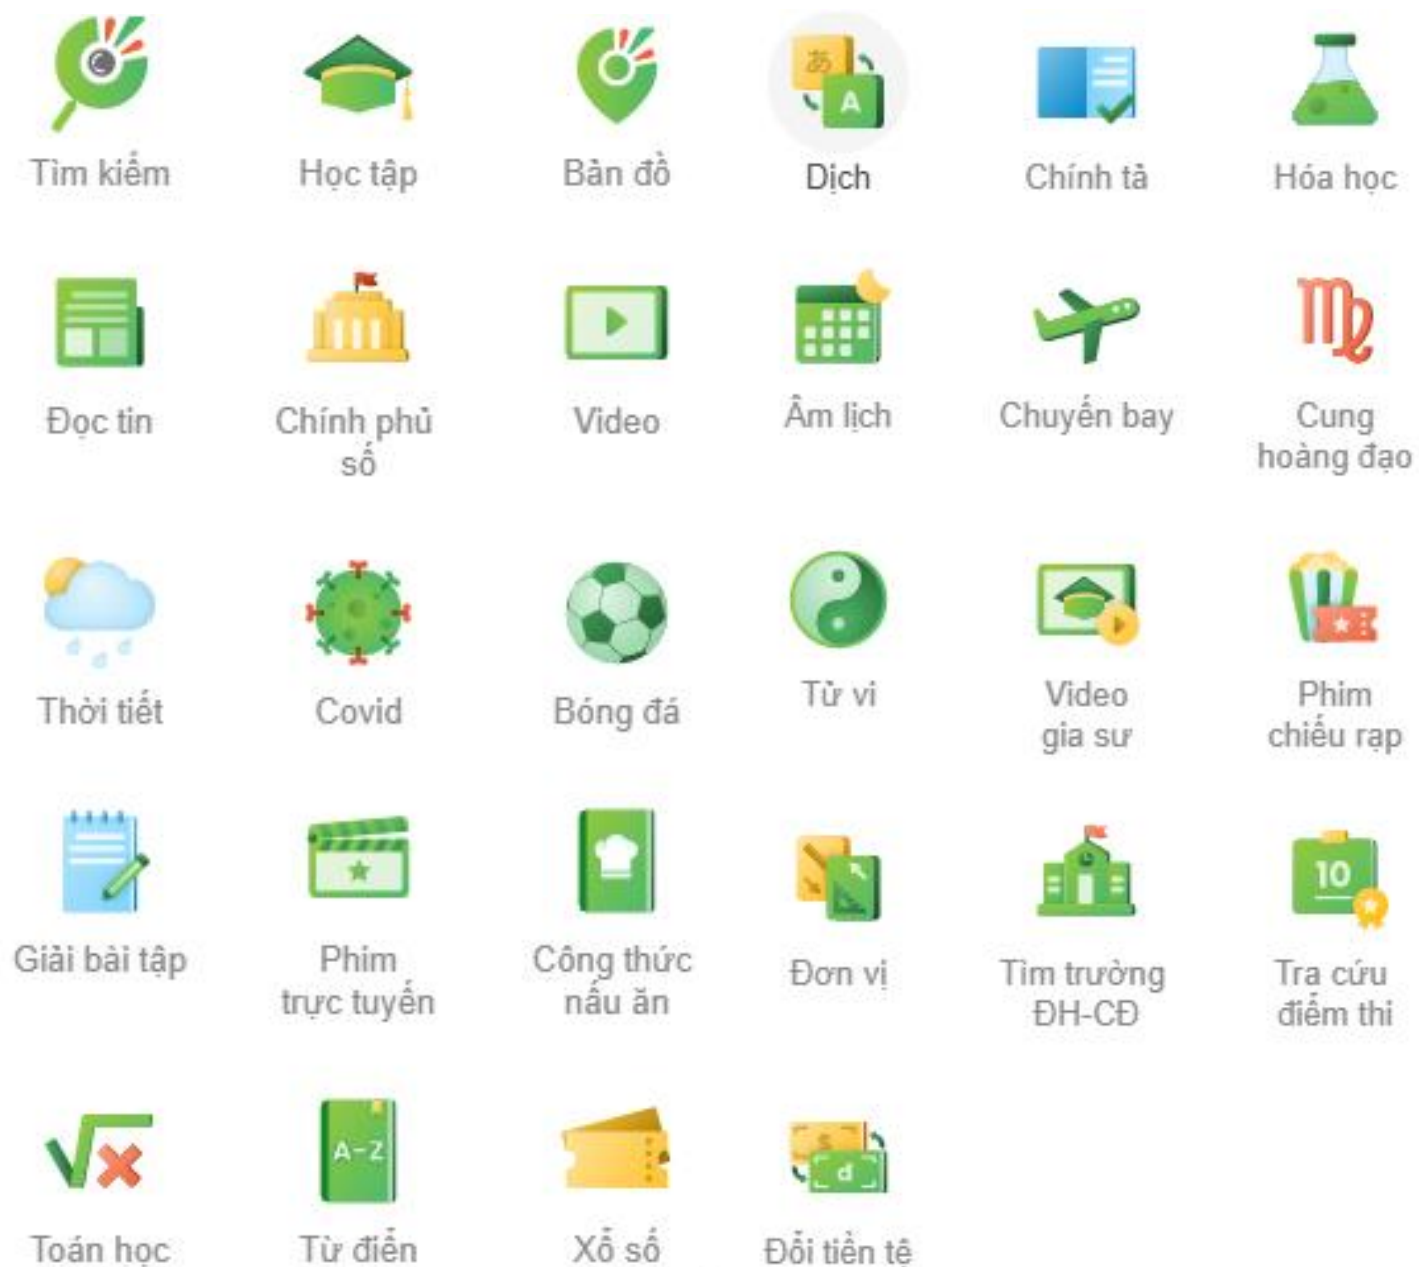 Tìm kiếm
Học tập
Bản đồ
あ
A
Dịch
Chính tả
Hóa học
Đọc tin
Chính phủ
số
Video
Âm lịch
Chuyến bay
Cung
hoàng đạo
Thời tiết
Covid
Bóng đá
Tử vi
Video
gia sư
Phim
chiếu rạp
Giải bài tập
Phim
trực tuyến
Công thức
nấu ăn
Đơn vị
Tìm trường
ĐH-CĐ
10
Tra cứu
điểm thi
Toán học
A-Z
Từ điển
Xổ số
$
đ
Đổi tiền tệ